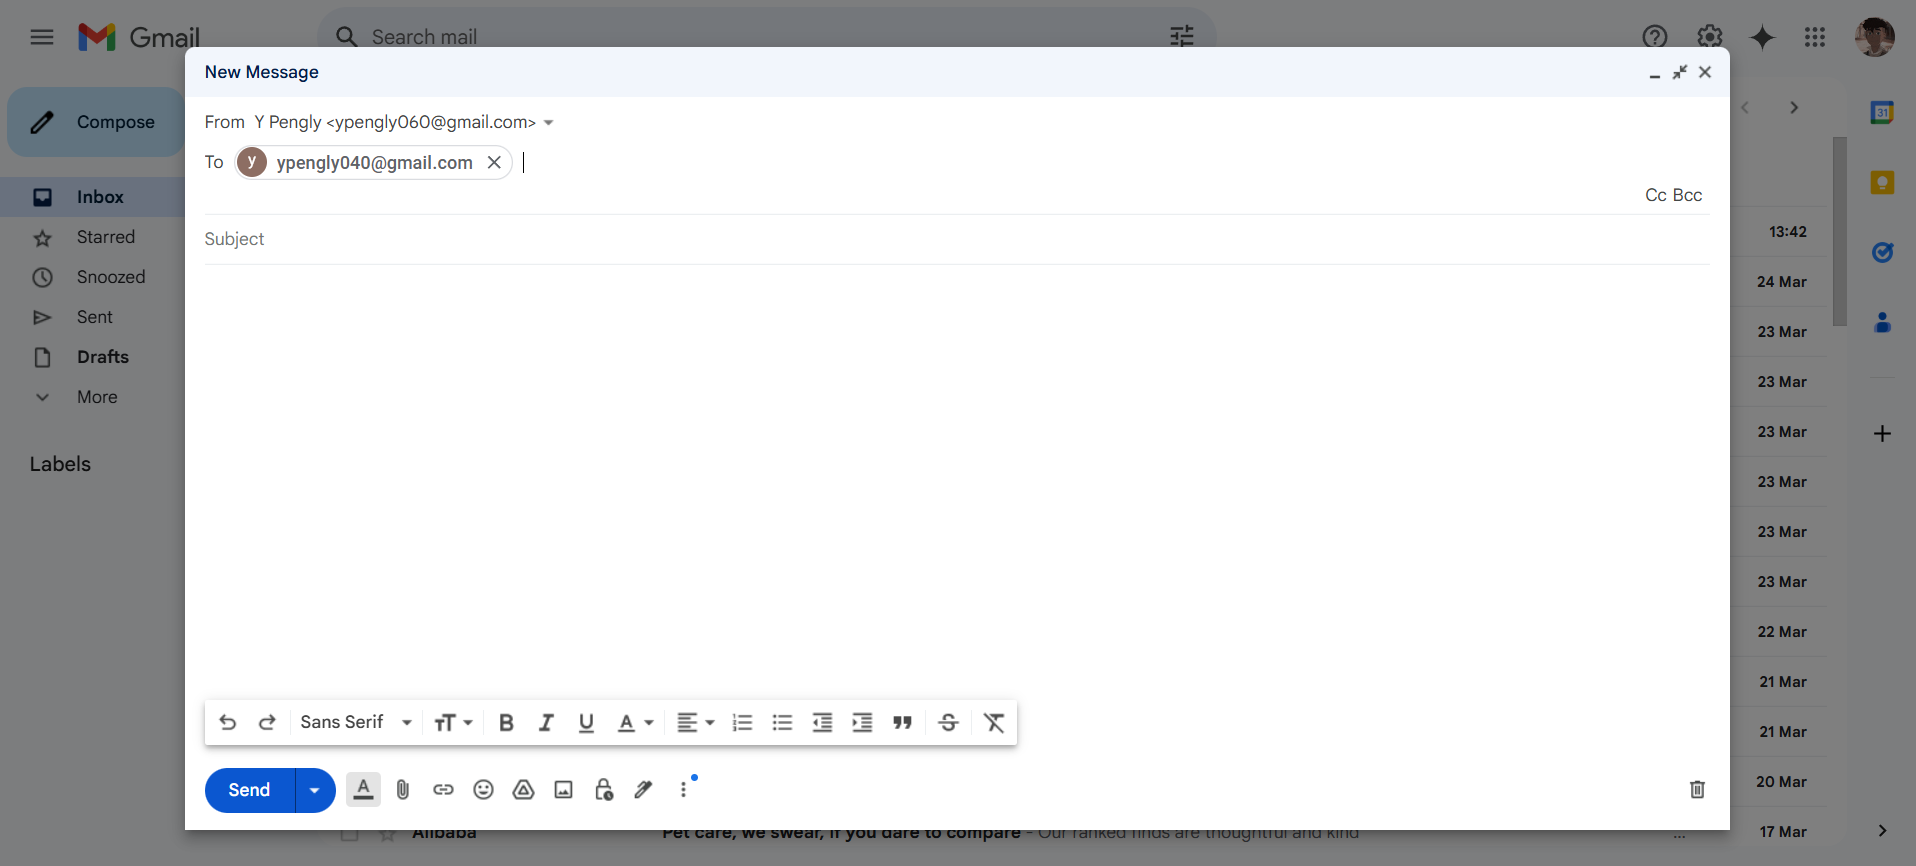 Gmail
Search mail
New Message
Compose
From Y Pengly <ypengly060@gmail.com>
To y ypengly040@gmail.com
Cc Bcc
Subject
Inbox
Starred
Snoozed
Sent
Drafts
More
Labels
31
13:42
24 Mar
23 Mar
23 Mar
23 Mar
23 Mar
23 Mar
23 Mar
22 Mar
21 Mar
21 Mar
20 Mar
Sans Serif
Send
Alibaba Pet care, we swear, if you dare to compare - Our ranked finds are thoughtful and kind ... 17 Mar